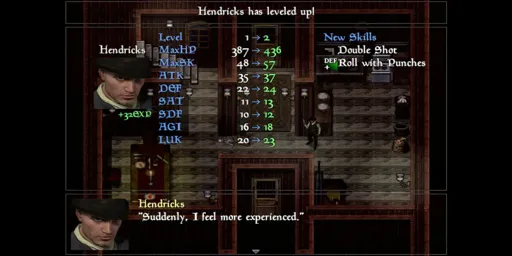 Hendricks has leveled up!
Level 1 → 2 New Skills
Hendricks MaxHP 387 → 436 Double Shot
MaxSK 48 → 57 DEF + Roll with Punches
ATK 35 → 37
DEF 22 → 24
SAT 11 → 13
+32EXP SDF 10 → 12
AGI 16 → 18
LUK 20 → 23
Hendricks
"Suddenly, I feel more experienced."